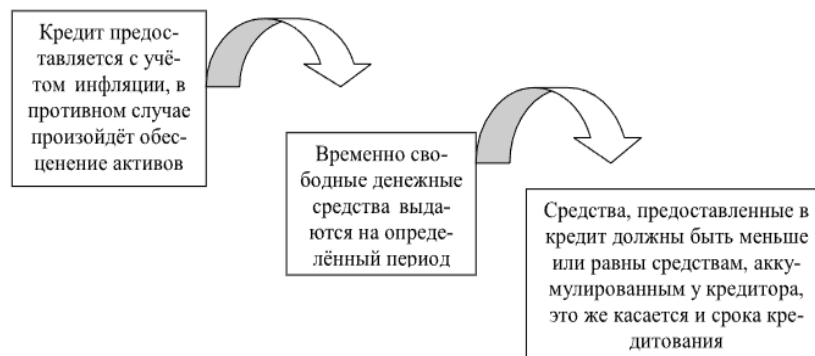 Кредит предос-
тавляется с учё-
том инфляции, в
противном случае
произойдёт обес-
ценение активов
Временно сво-
бодные денежные
средства выда-
ются на опреде-
лённый период
Средства, предоставленные в
кредит должны быть меньше
или равны средствам, акку-
мулированным у кредитора,
это же касается и срока кре-
дитования